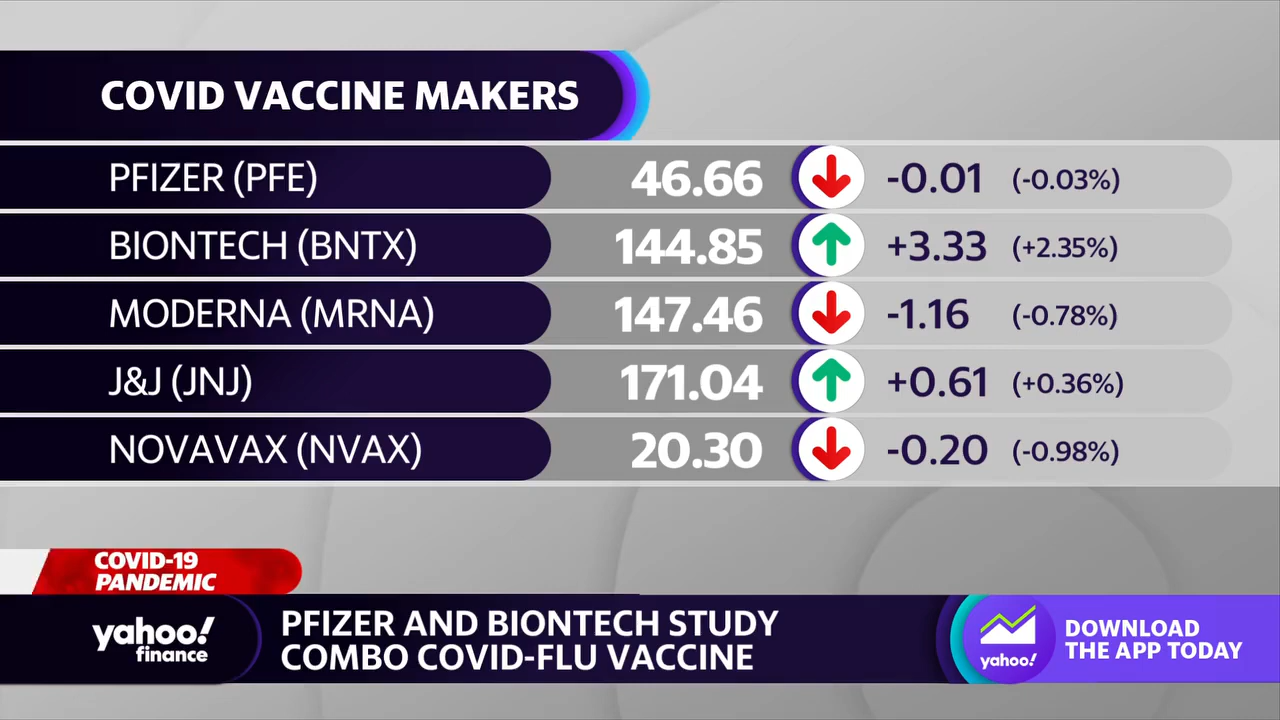 COVID VACCINE MAKERS
PFIZER (PFE) 46.66 -0.01 (-0.03%)
BIONTECH (BNTX) 144.85 +3.33 (+2.35%)
MODERNA (MRNA) 147.46 -1.16 (-0.78%)
J&J (JNJ) 171.04 +0.61 (+0.36%)
NOVAVAX (NVAX) 20.30 -0.20 (-0.98%)
COVID-19
PANDEMIC
yahoo!
finance
PFIZER AND BIONTECH STUDY
COMBO COVID-FLU VACCINE
yahoo!
DOWNLOAD
THE APP TODAY